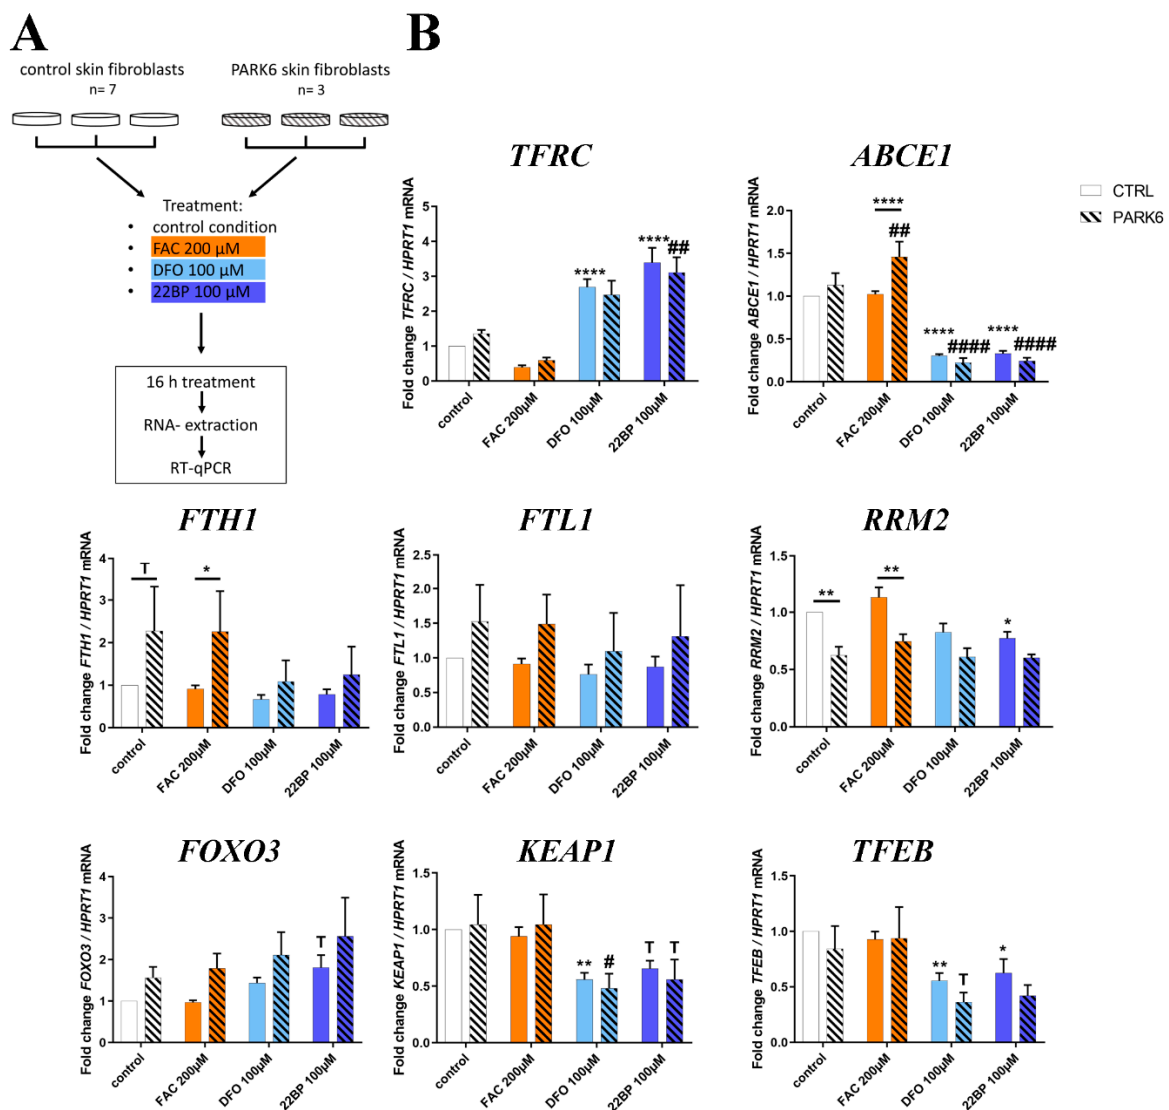 A
control skin fibroblasts
n= 7
PARK6 skin fibroblasts
n= 3
Treatment:
• control condition
• FAC 200 µM
• DFO 100 µM
• 22BP 100 µM
16 h treatment
RNA- extraction
RT-qPCR
B
TFRC
Fold change TFRC / HPRT1 mRNA
5
4
3
2
1
0
****
****
##
control
FAC 200µM
DFO 100µM
22BP 100µM
ABCE1
Fold change ABCE1 / HPRT1 mRNA
2.0
1.5
1.0
0.5
0.0
****
##
****
####
****
####
control
FAC 200µM
DFO 100µM
22BP 100µM
CTRL
PARK6
FTH1
Fold change FTH1 / HPRT1 mRNA
4
3
2
1
0
T
*
control
FAC 200µM
DFO 100µM
22BP 100µM
FTL1
Fold change FTL1 / HPRT1 mRNA
2.5
2.0
1.5
1.0
0.5
0.0
control
FAC 200µM
DFO 100µM
22BP 100µM
RRM2
Fold change RRM2 / HPRT1 mRNA
1.5
1.0
0.5
0.0
**
**
*
control
FAC 200µM
DFO 100µM
22BP 100µM
FOXO3
Fold change FOXO3 / HPRT1 mRNA
4
3
2
1
0
T
control
FAC 200µM
DFO 100µM
22BP 100µM
KEAP1
Fold change KEAP1 / HPRT1 mRNA
1.5
1.0
0.5
0.0
**
#
T
T
control
FAC 200µM
DFO 100µM
22BP 100µM
TFEB
Fold change TFEB / HPRT1 mRNA
1.5
1.0
0.5
0.0
**
T
*
control
FAC 200µM
DFO 100µM
22BP 100µM